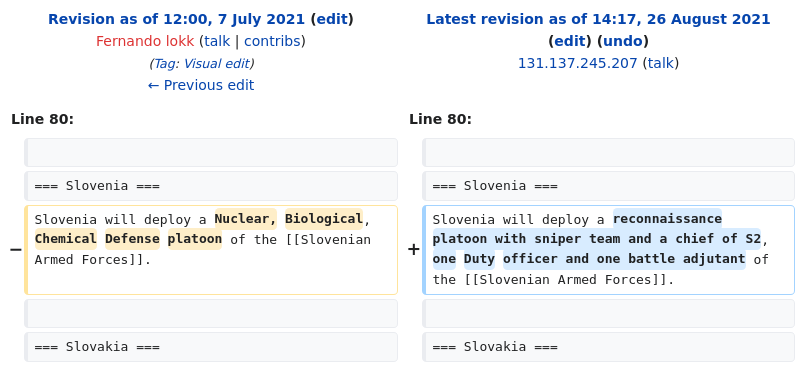 Revision as of 12:00, 7 July 2021 (edit)
Fernando lokk (talk | contribs)
(Tag: Visual edit)
← Previous edit
Latest revision as of 14:17, 26 August 2021
(edit) (undo)
131.137.245.207 (talk)
Line 80:
Line 80:
=== Slovenia ===
=== Slovenia ===
− Slovenia will deploy a Nuclear, Biological,
Chemical Defense platoon of the [[Slovenian
Armed Forces]].
+ Slovenia will deploy a reconnaissance
platoon with sniper team and a chief of S2,
one Duty officer and one battle adjutant of
the [[Slovenian Armed Forces]].
=== Slovakia ===
=== Slovakia ===